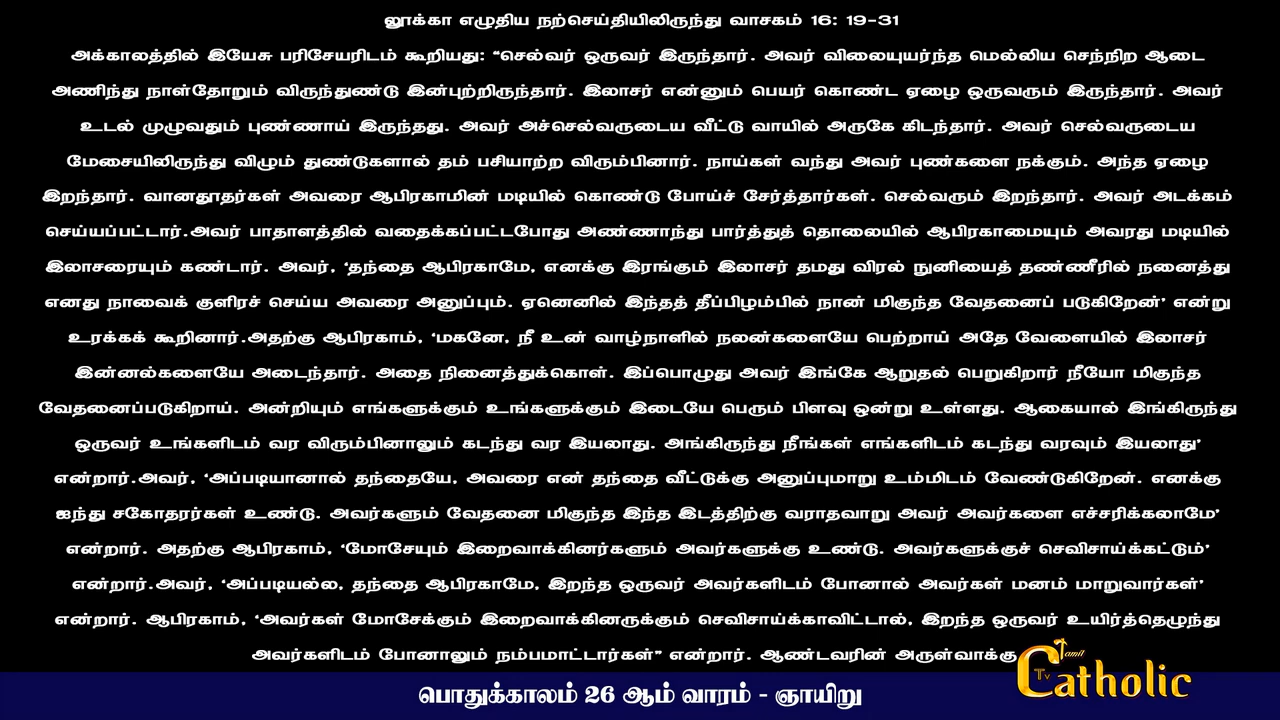 லூக்கா எழுதிய நற்செய்தியிலிருந்து வாசகம் 16: 19-31
அக்காலத்தில் இயேசு பரிசேயரிடம் கூறியது: “செல்வர் ஒருவர் இருந்தார். அவர் விலையுயர்ந்த மெல்லிய செந்நிற ஆடை
அணிந்து நாள்தோறும் விருந்துண்டு இன்புற்றிருந்தார். இலாசர் என்னும் பெயர் கொண்ட ஏழை ஒருவரும் இருந்தார். அவர்
உடல் முழுவதும் புண்ணாய் இருந்தது. அவர் அச்செல்வருடைய வீட்டு வாயில் அருகே கிடந்தார். அவர் செல்வருடைய
மேசையிலிருந்து விழும் துண்டுகளால் தம் பசியாற்ற விரும்பினார். நாய்கள் வந்து அவர் புண்களை நக்கும். அந்த ஏழை
இறந்தார். வானதூதர்கள் அவரை ஆபிரகாமின் மடியில் கொண்டு போய்ச் சேர்த்தார்கள். செல்வரும் இறந்தார். அவர் அடக்கம்
செய்யப்பட்டார்.அவர் பாதாளத்தில் வதைக்கப்பட்டபோது அண்ணாந்து பார்த்துத் தொலையில் ஆபிரகாமையும் அவரது மடியில்
இலாசரையும் கண்டார். அவர், ‘தந்தை ஆபிரகாமே, எனக்கு இரங்கும் இலாசர் தமது விரல் நுனியைத் தண்ணீரில் நனைத்து
எனது நாவைக் குளிரச் செய்ய அவரை அனுப்பும். ஏனெனில் இந்தத் தீப்பிழம்பில் நான் மிகுந்த வேதனைப் படுகிறேன்’ என்று
உரக்கக் கூறினார்.அதற்கு ஆபிரகாம், ‘மகனே, நீ உன் வாழ்நாளில் நலன்களையே பெற்றாய் அதே வேளையில் இலாசர்
இன்னல்களையே அடைந்தார். அதை நினைத்துக்கொள். இப்பொழுது அவர் இங்கே ஆறுதல் பெறுகிறார் நீயோ மிகுந்த
வேதனைப்படுகிறாய். அன்றியும் எங்களுக்கும் உங்களுக்கும் இடையே பெரும் பிளவு ஒன்று உள்ளது. ஆகையால் இங்கிருந்து
ஒருவர் உங்களிடம் வர விரும்பினாலும் கடந்து வர இயலாது. அங்கிருந்து நீங்கள் எங்களிடம் கடந்து வரவும் இயலாது’
என்றார்.அவர், ‘அப்படியானால் தந்தையே, அவரை என் தந்தை வீட்டுக்கு அனுப்புமாறு உம்மிடம் வேண்டுகிறேன். எனக்கு
ஐந்து சகோதரர்கள் உண்டு. அவர்களும் வேதனை மிகுந்த இந்த இடத்திற்கு வராதவாறு அவர் அவர்களை எச்சரிக்கலாமே’
என்றார். அதற்கு ஆபிரகாம், ‘மோசேயும் இறைவாக்கினர்களும் அவர்களுக்கு உண்டு. அவர்களுக்குச் செவிசாய்க்கட்டும்’
என்றார்.அவர், ‘அப்படியல்ல, தந்தை ஆபிரகாமே, இறந்த ஒருவர் அவர்களிடம் போனால் அவர்கள் மனம் மாறுவார்கள்’
என்றார். ஆபிரகாம், ‘அவர்கள் மோசேக்கும் இறைவாக்கினருக்கும் செவிசாய்க்காவிட்டால், இறந்த ஒருவர் உயிர்த்தெழுந்து
அவர்களிடம் போனாலும் நம்பமாட்டார்கள்” என்றார். ஆண்டவரின் அருள்வாக்கு
Tamil
Catholic
Tv
பொதுக்காலம் 26 ஆம் வாரம் - ஞாயிறு